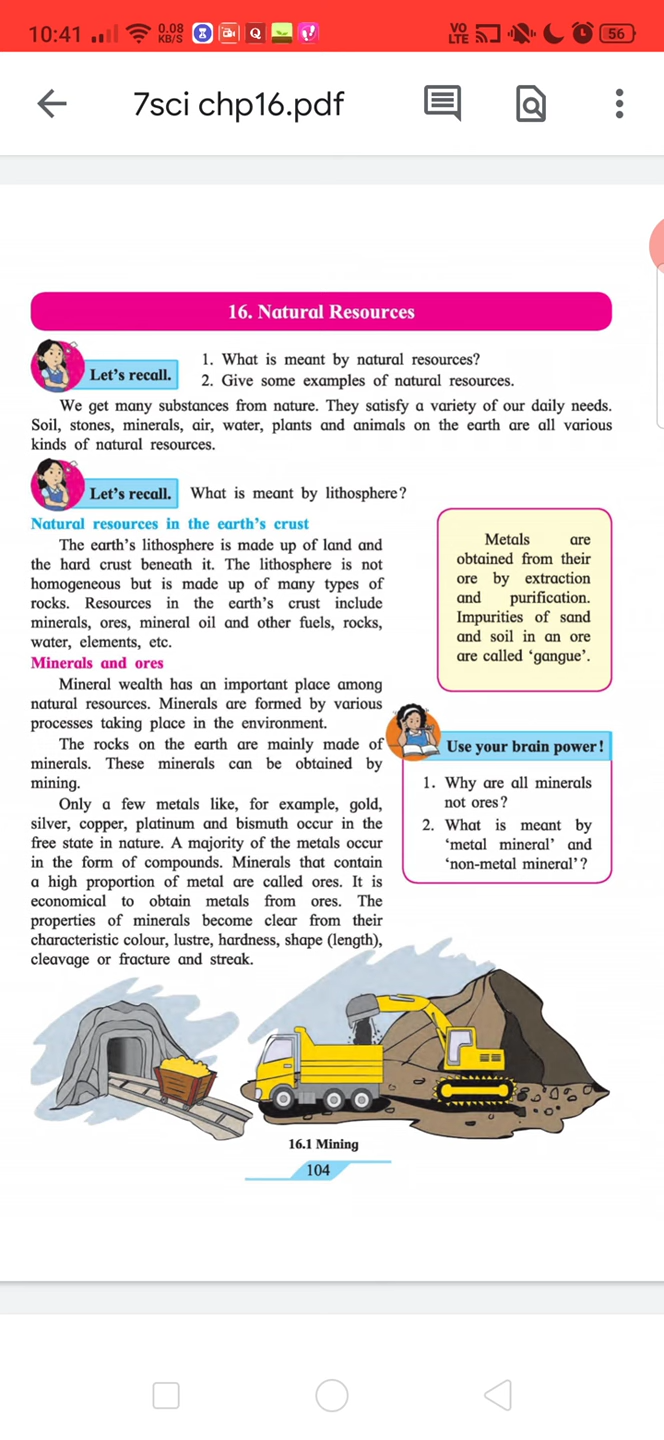 10:41
0.08
KB/S
Q
VO
LTE
56
7sci chp16.pdf
16. Natural Resources
Let's recall.
1. What is meant by natural resources?
2. Give some examples of natural resources.
We get many substances from nature. They satisfy a variety of our daily needs.
Soil, stones, minerals, air, water, plants and animals on the earth are all various
kinds of natural resources.
Let's recall.
What is meant by lithosphere?
Natural resources in the earth's crust
The earth's lithosphere is made up of land and
the hard crust beneath it. The lithosphere is not
homogeneous but is made up of many types of
rocks. Resources in the earth's crust include
minerals, ores, mineral oil and other fuels, rocks,
water, elements, etc.
Minerals and ores
Mineral wealth has an important place among
natural resources. Minerals are formed by various
processes taking place in the environment.
The rocks on the earth are mainly made of
minerals. These minerals can be obtained by
mining.
Only a few metals like, for example, gold,
silver, copper, platinum and bismuth occur in the
free state in nature. A majority of the metals occur
in the form of compounds. Minerals that contain
a high proportion of metal are called ores. It is
economical to obtain metals from ores. The
properties of minerals become clear from their
characteristic colour, lustre, hardness, shape (length),
cleavage or fracture and streak.
Metals are
obtained from their
ore by extraction
and purification.
Impurities of sand
and soil in an ore
are called 'gangue'.
Use your brain power!
1. Why are all minerals
not ores?
2. What is meant by
'metal mineral' and
'non-metal mineral'?
16.1 Mining
104